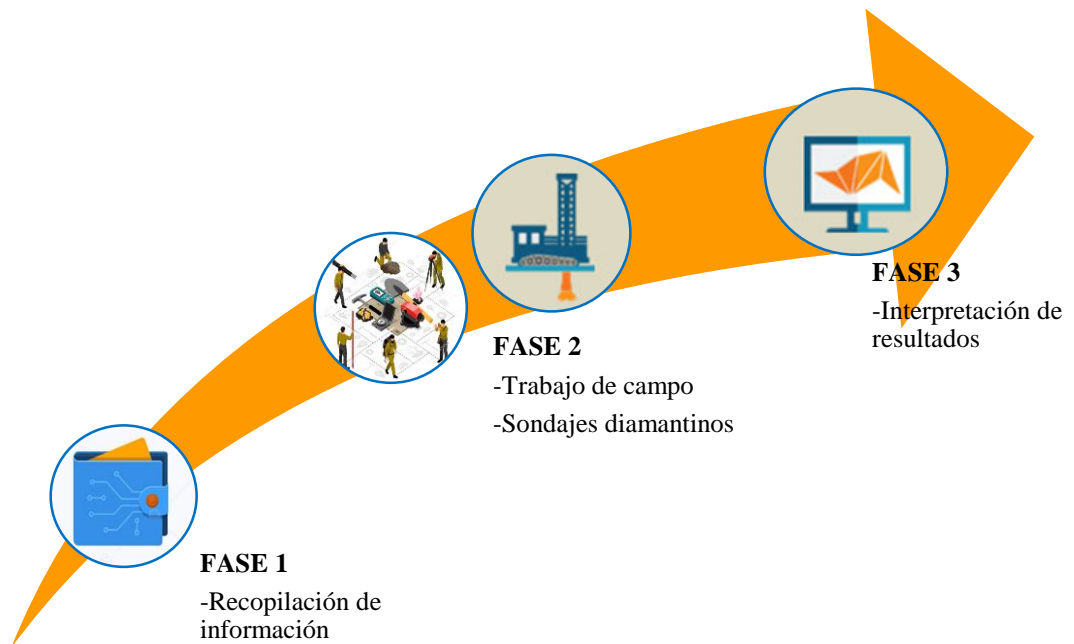 FASE 1
-Recopilación de
información
FASE 2
-Trabajo de campo
-Sondajes diamantinos
FASE 3
-Interpretación de
resultados